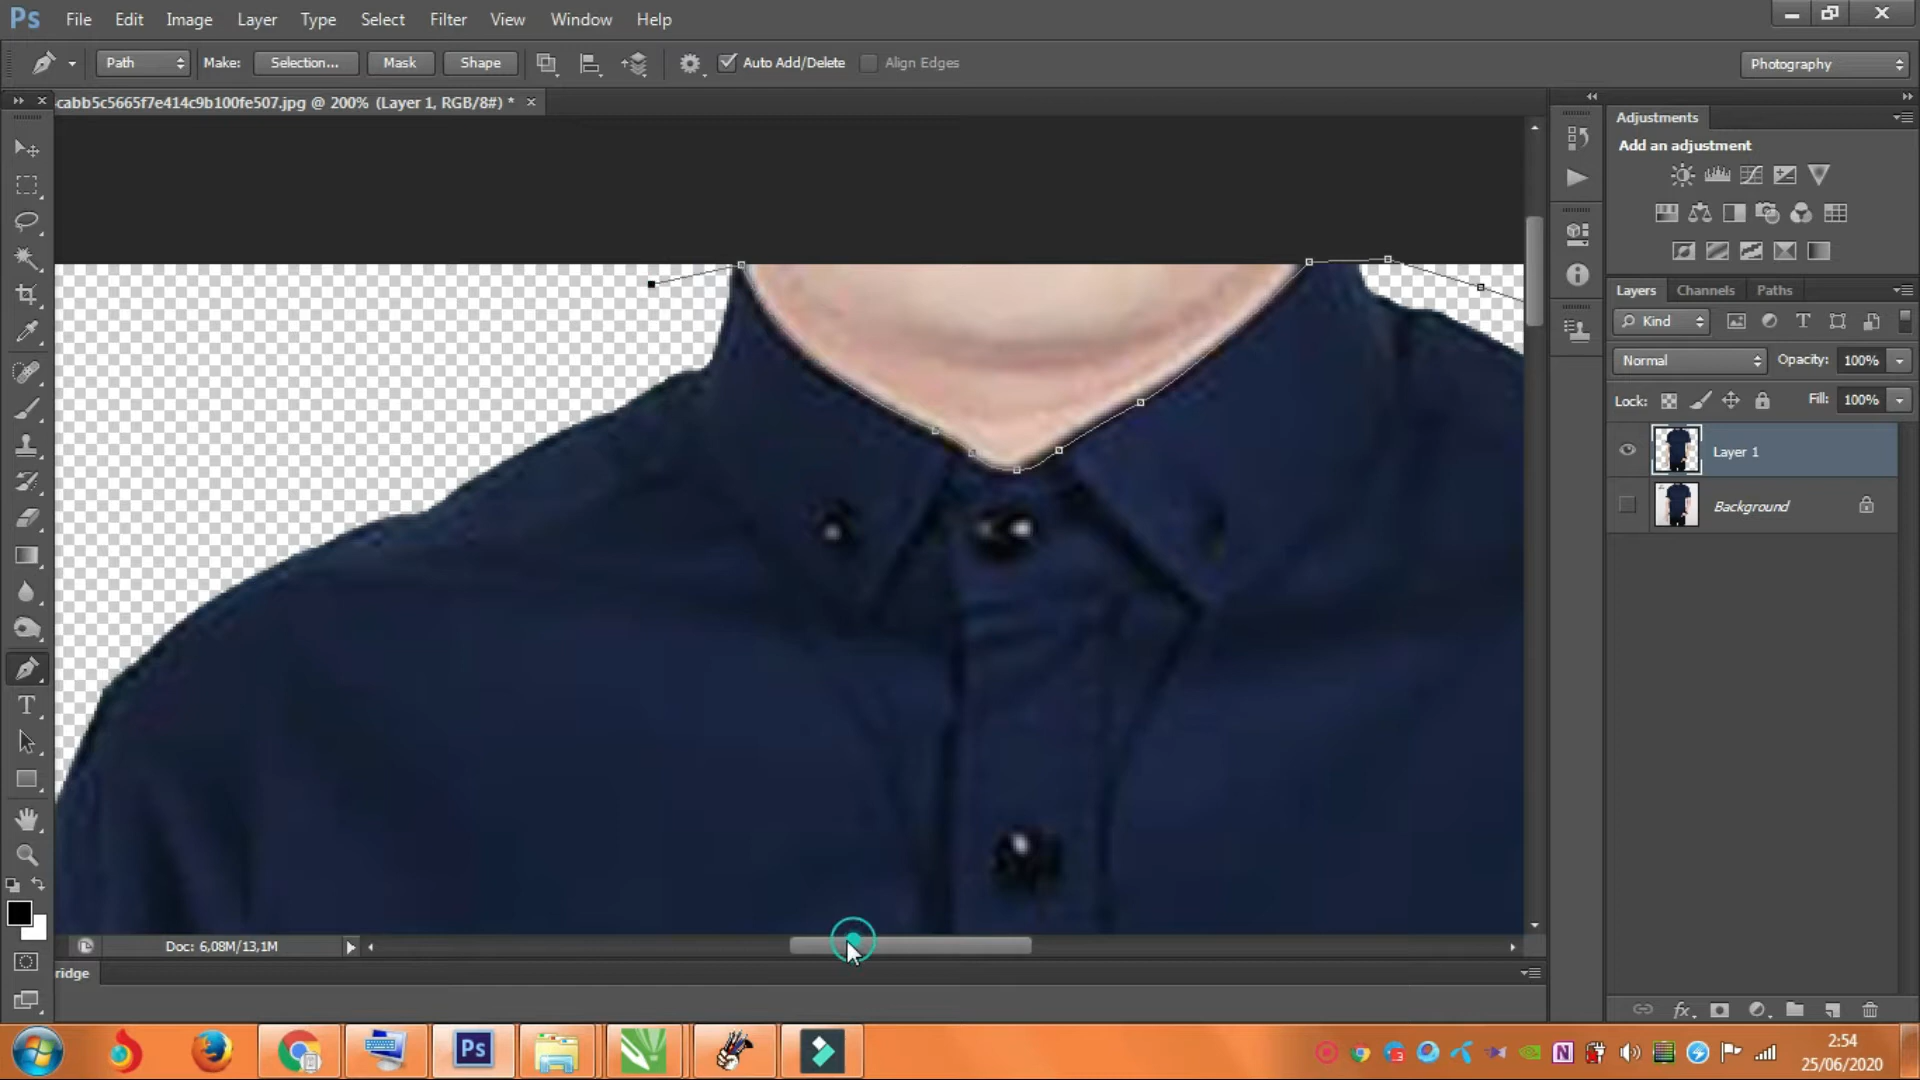 Ps File Edit Image Layer Type Select Filter View Window Help
Path Make: Selection... Mask Shape Auto Add/Delete Align Edges Photography
cabb5c5665f7e414c9b100fe507.jpg @ 200% (Layer 1, RGB/8#) * ×
Adjustments
Add an adjustment
Layers Channels Paths
Kind
Normal Opacity: 100%
Lock: Fill: 100%
Layer 1
Background
Doc: 6,08M/13,1M
ridge
Ps
2:54
25/06/2020